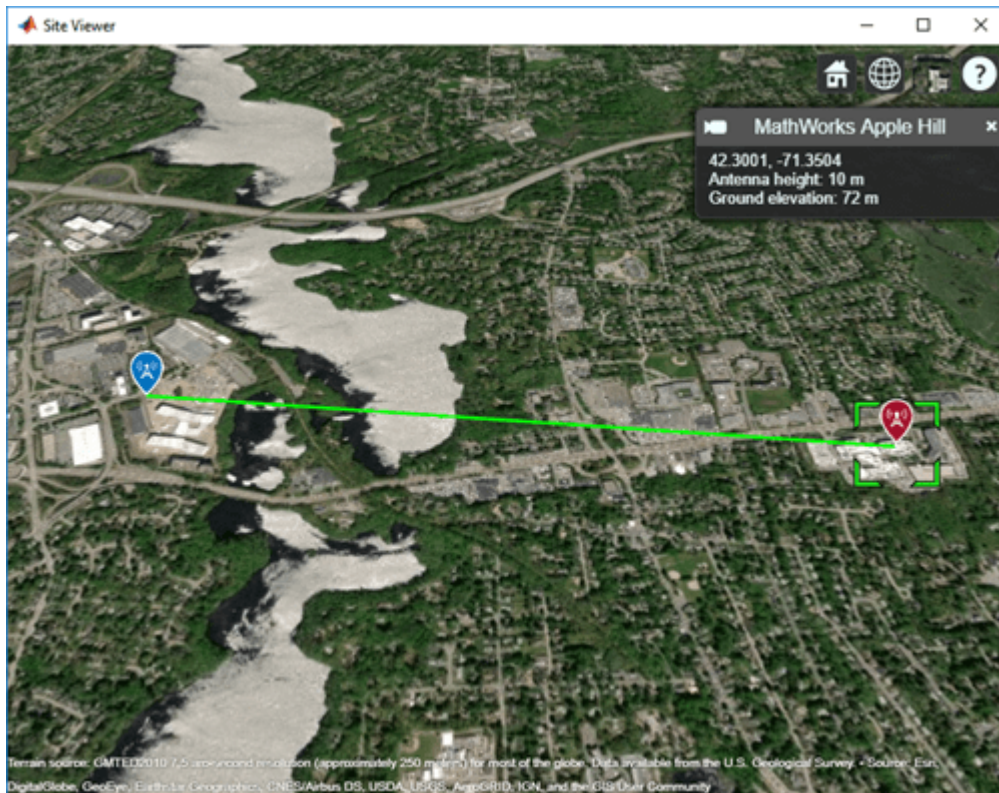 Site Viewer
MathWorks Apple Hill
42.3001, -71.3504
Antenna height: 10 m
Ground elevation: 72 m
Terrain source: GMTED2010 7.5 arc-second resolution (approximately 250 meters) for most of the globe. Data available from the U.S. Geological Survey. • Source: Esri,
DigitalGlobe, GeoEye, Earthstar Geographics, CNES/Airbus DS, USDA, USGS, AeroGRID, IGN, and the GIS User Community